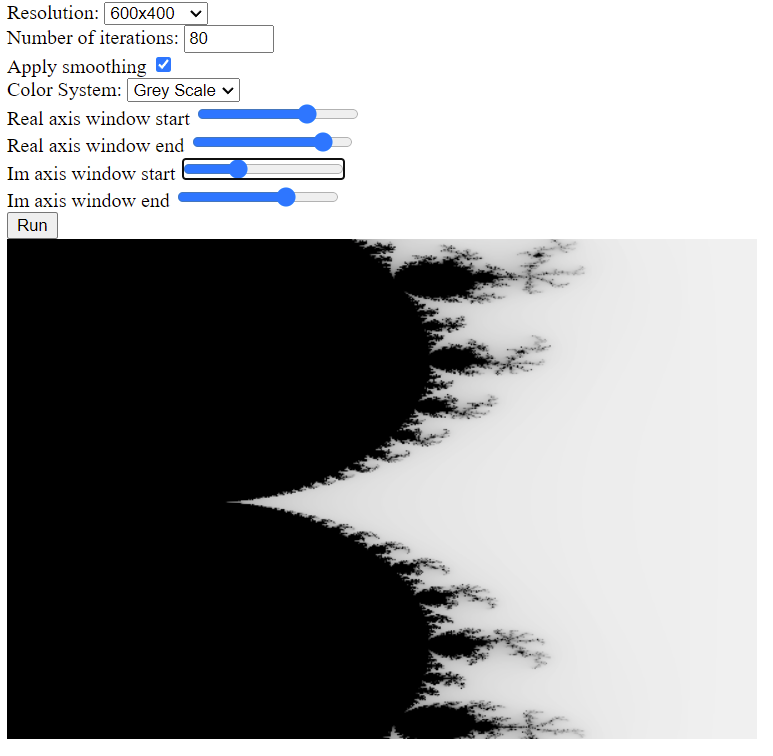 Resolution: 600x400
Number of iterations: 80
Apply smoothing
Color System: Grey Scale
Real axis window start
Real axis window end
Im axis window start
Im axis window end
Run